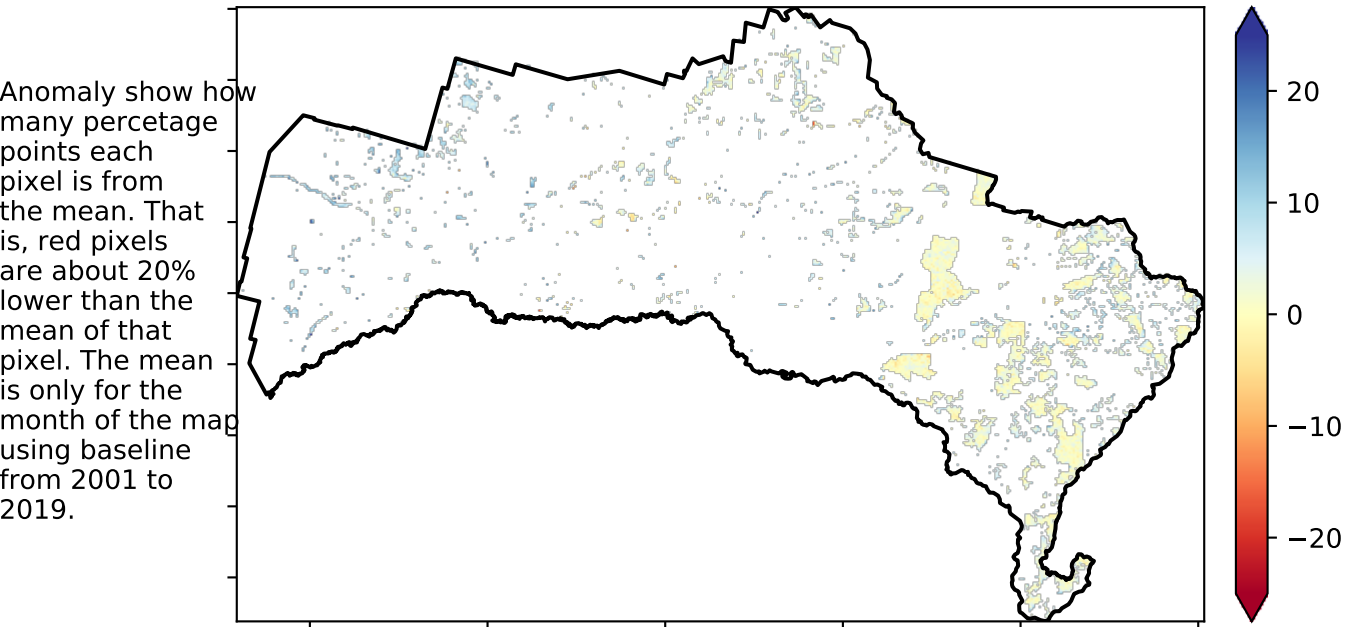 Anomaly show how
many percetage
points each
pixel is from
the mean. That
is, red pixels
are about 20%
lower than the
mean of that
pixel. The mean
is only for the
month of the map
using baseline
from 2001 to
2019.
20
10
0
−10
−20